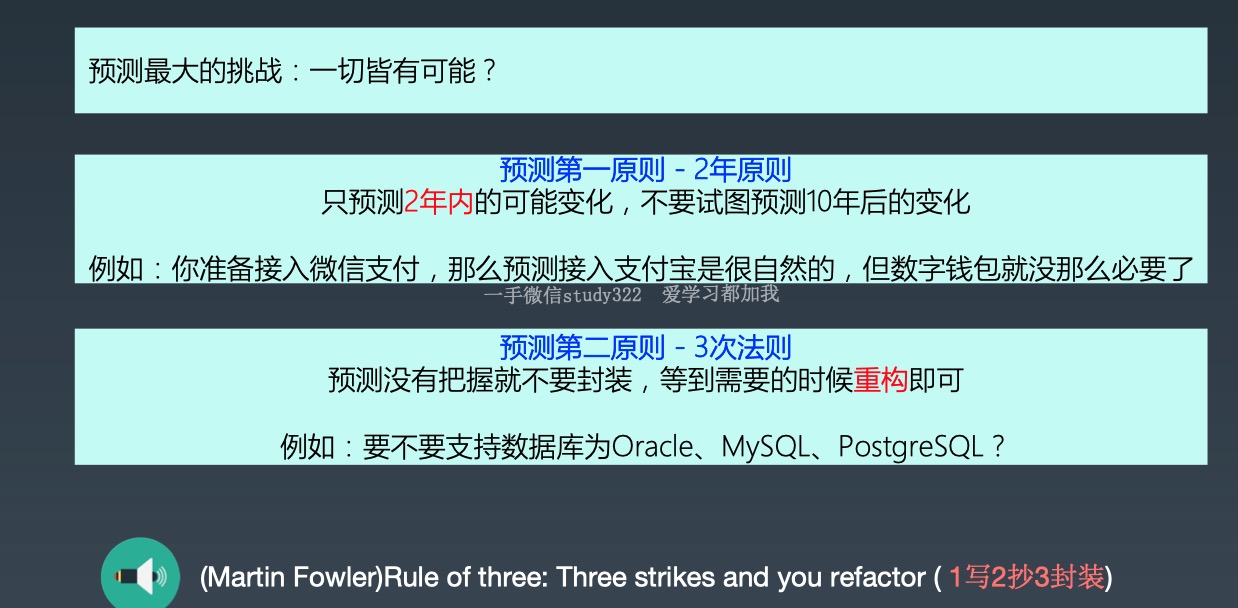 预测最大的挑战：一切皆有可能？
预测第一原则 - 2年原则
只预测2年内的可能变化，不要试图预测10年后的变化
例如：你准备接入微信支付，那么预测接入支付宝是很自然的，但数字钱包就没那么必要了
一手微信study322 爱学习都加我
预测第二原则 - 3次法则
预测没有把握就不要封装，等到需要的时候重构即可
例如：要不要支持数据库为Oracle、MySQL、PostgreSQL？
(Martin Fowler)Rule of three: Three strikes and you refactor ( 1写2抄3封装)